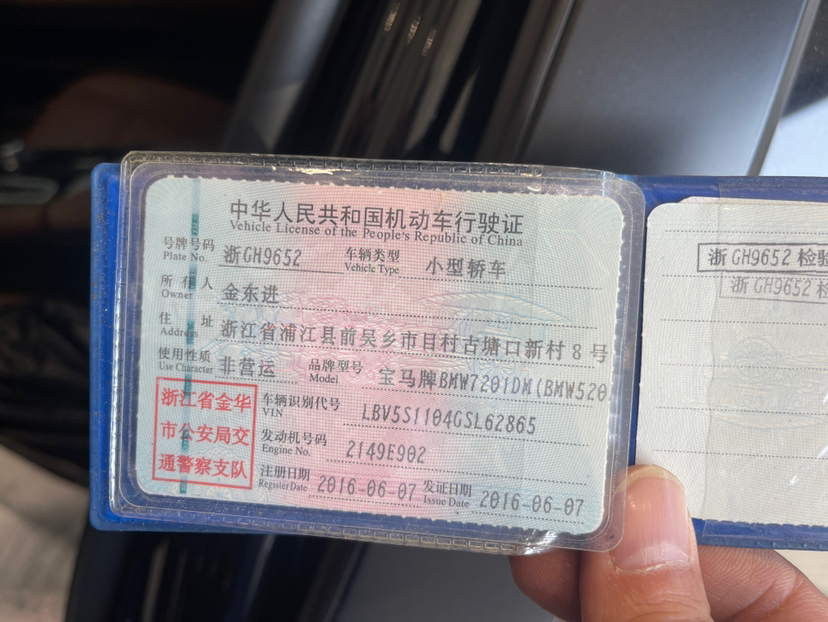 中华人民共和国机动车行驶证
Vehicle License of the People's Republic of China
号牌号码 浙GH9652 车辆类型 小型轿车
Plate No. Vehicle Type
所有人 金东进
Owner
住址 浙江省浦江县前吴乡市目村古塘口新村8号
Address
使用性质 非营运 品牌型号 宝马牌BMW7201DM(BMW520
Use Character Model
车辆识别代号 LBV5S1104GSL62865
VIN
发动机号码 2149E902
Engine No.
注册日期 2016-06-07 发证日期 2016-06-07
Register Date Issue Date
浙江省金华
市公安局交
通警察支队
浙GH9652 检验
浙GH9652 检